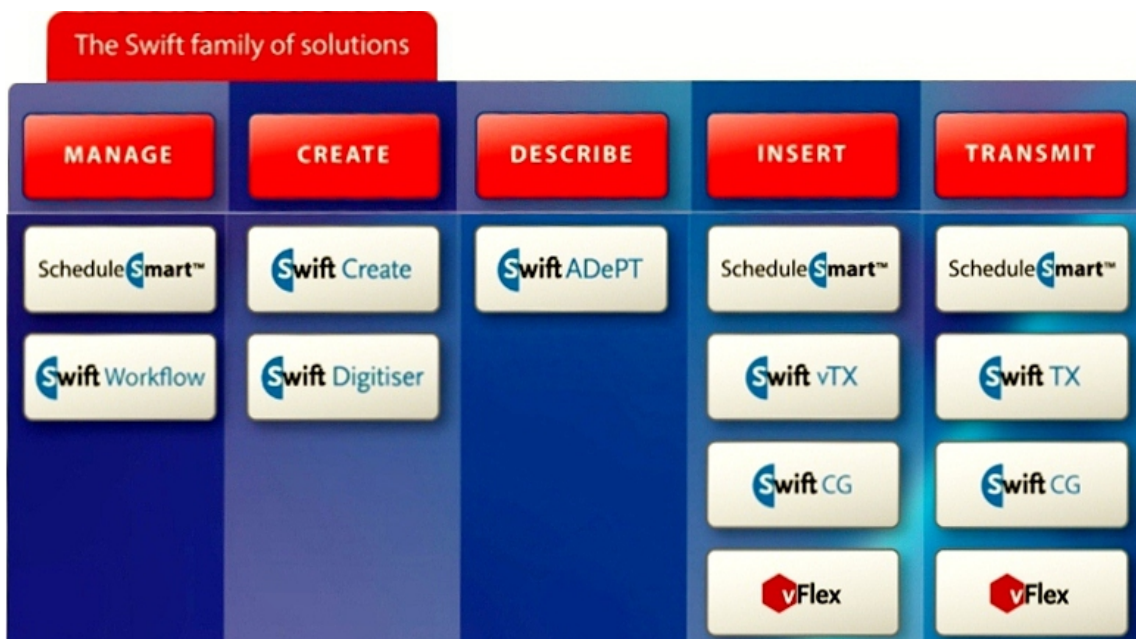 The Swift family of solutions
MANAGE CREATE DESCRIBE INSERT TRANSMIT
ScheduleSmart™ Swift Create Swift ADePT ScheduleSmart™ ScheduleSmart™
Swift Workflow Swift Digitiser Swift vTX Swift TX
Swift CG Swift CG
vFlex vFlex